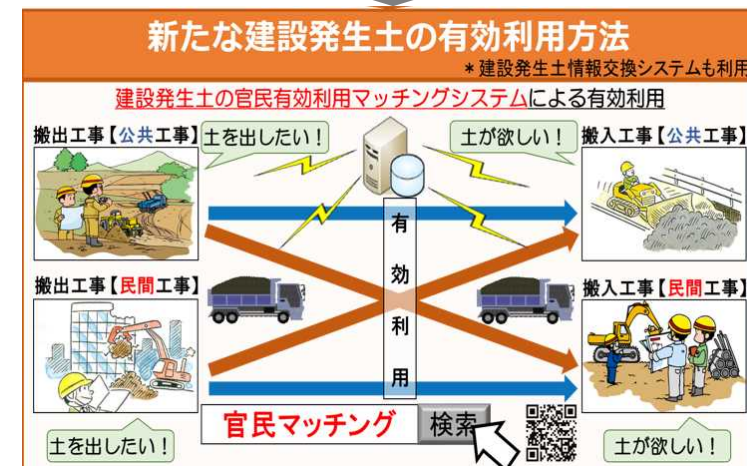 新たな建設発生土の有効利用方法
＊建設発生土情報交換システムも利用
建設発生土の官民有効利用マッチングシステムによる有効利用
搬出工事【公共工事】
土を出したい！
土が欲しい！
搬入工事【公共工事】
有効利用
搬出工事【民間工事】
搬入工事【民間工事】
土を出したい！
官民マッチング
検索
土が欲しい！